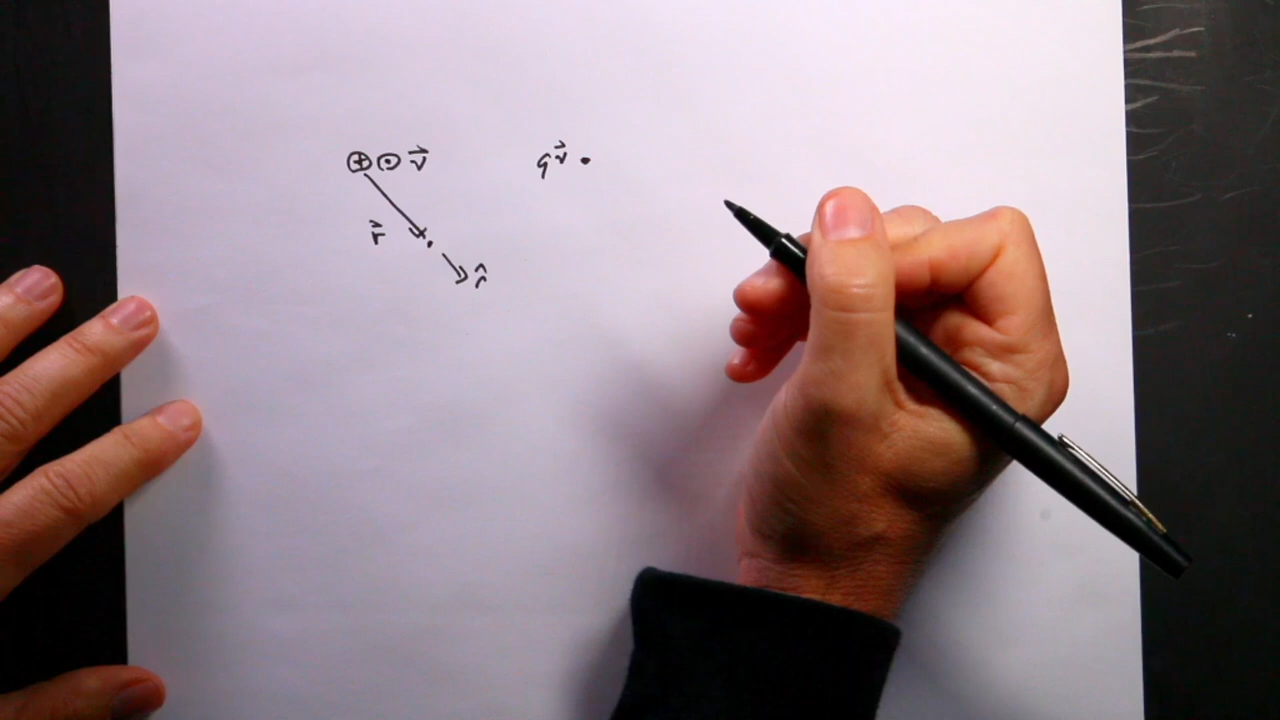 ⊕ ⊙ v⃗ qv⃗ •
r⃗
r̂